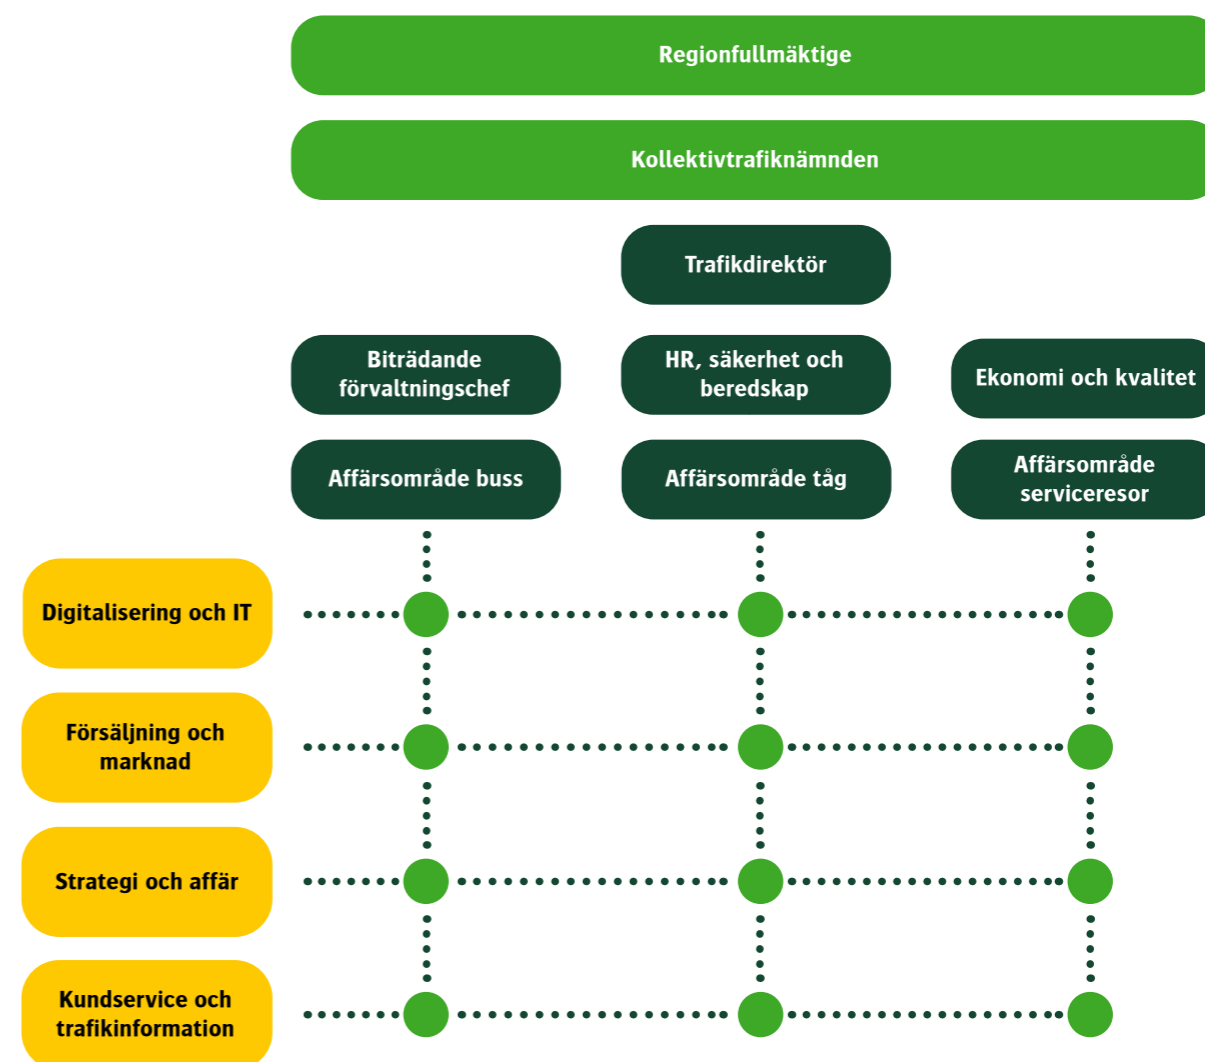 Regionfullmäktige
Kollektivtrafiknämnden
Trafikdirektör
Biträdande
förvaltningschef
HR, säkerhet och
beredskap
Ekonomi och kvalitet
Affärsområde buss
Affärsområde tåg
Affärsområde
serviceresor
Digitalisering och IT
Försäljning och
marknad
Strategi och affär
Kundservice och
trafikinformation